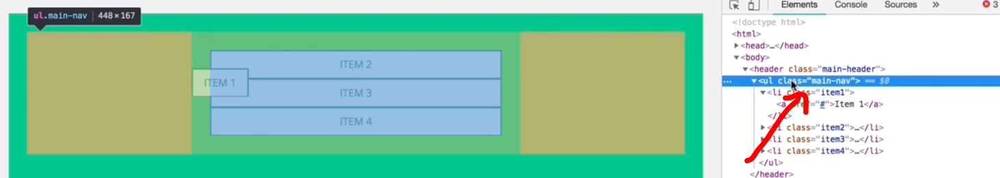 ul.main-nav | 448×167
ITEM 2
ITEM 1
ITEM 3
ITEM 4
Elements Console Sources » 3
<!doctype html>
<html>
▶<head>…</head>
▼<body>
▼<header class="main-header">
… ▼<ul class="main-nav"> == $0
▼<li class="item1">
<a href="#">Item 1</a>
</li>
▶<li class="item2">…</li>
▶<li class="item3">…</li>
▶<li class="item4">…</li>
</ul>
</header>